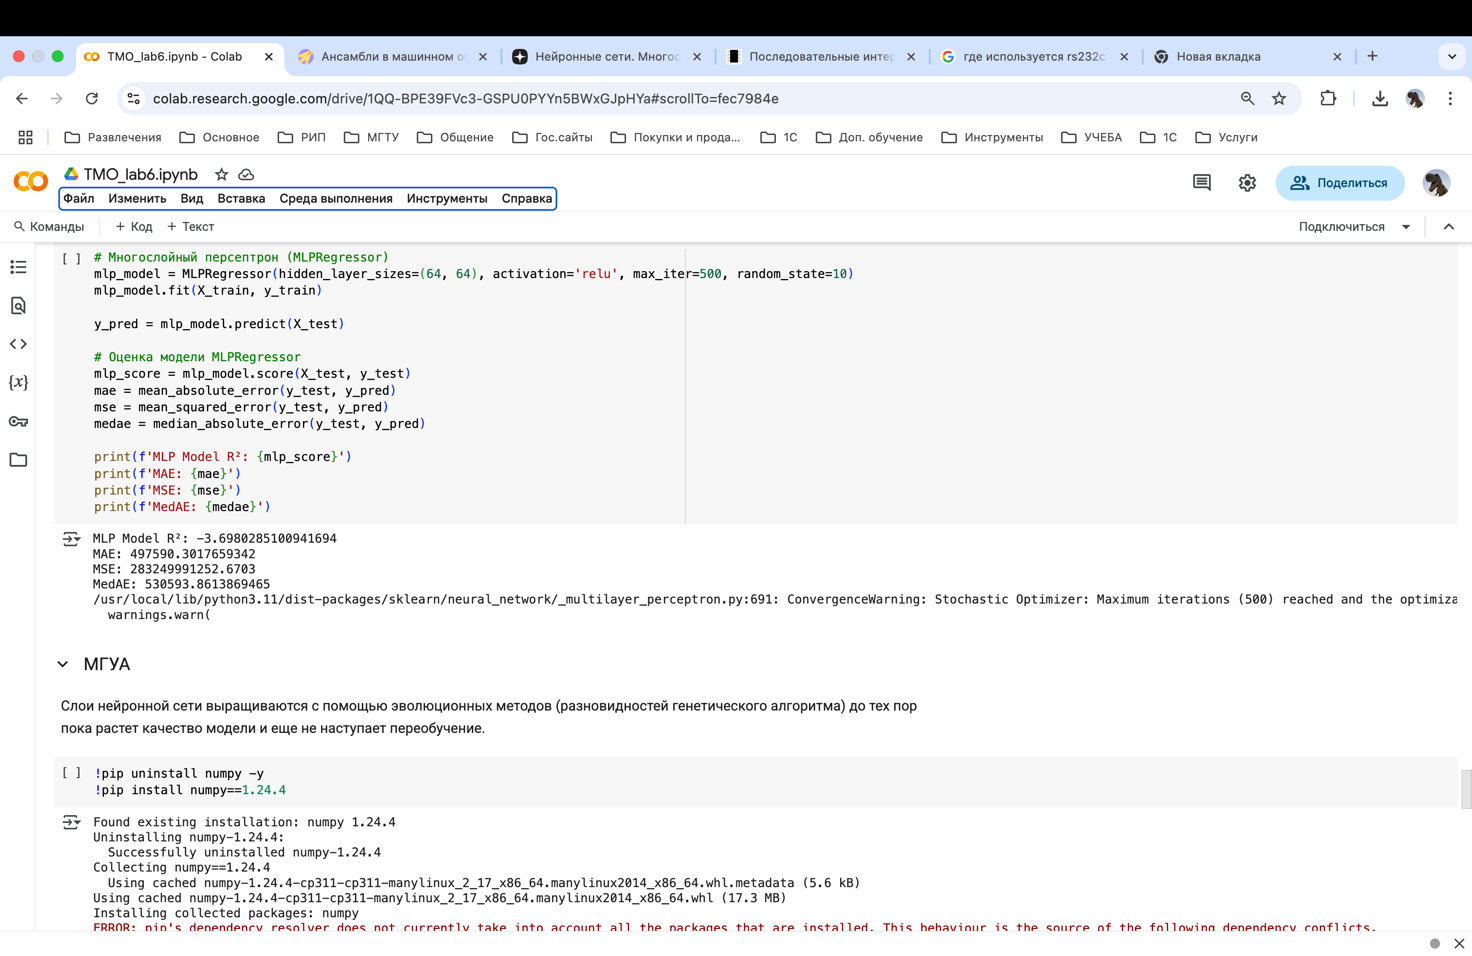 TMO_lab6.ipynb - Colab
Ансамбли в машинном о
Нейронные сети. Многос
Последовательные интер
где используется rs232c
Новая вкладка
colab.research.google.com/drive/1QQ-BPE39FVc3-GSPU0PYYn5BWxGJpHYa#scrollTo=fec7984e
Развлечения Основное РИП МГТУ Общение Гос.сайты Покупки и прода... 1С Доп. обучение Инструменты УЧЕБА 1С Услуги
TMO_lab6.ipynb
Поделиться
Файл Изменить Вид Вставка Среда выполнения Инструменты Справка
Команды + Код + Текст Подключиться
[ ] # Многослойный персептрон (MLPRegressor)
mlp_model = MLPRegressor(hidden_layer_sizes=(64, 64), activation='relu', max_iter=500, random_state=10)
mlp_model.fit(X_train, y_train)
y_pred = mlp_model.predict(X_test)
# Оценка модели MLPRegressor
mlp_score = mlp_model.score(X_test, y_test)
mae = mean_absolute_error(y_test, y_pred)
mse = mean_squared_error(y_test, y_pred)
medae = median_absolute_error(y_test, y_pred)
print(f'MLP Model R²: {mlp_score}')
print(f'MAE: {mae}')
print(f'MSE: {mse}')
print(f'MedAE: {medae}')
MLP Model R²: -3.6980285100941694
MAE: 497590.3017659342
MSE: 283249991252.6703
MedAE: 530593.8613869465
/usr/local/lib/python3.11/dist-packages/sklearn/neural_network/_multilayer_perceptron.py:691: ConvergenceWarning: Stochastic Optimizer: Maximum iterations (500) reached and the optimiza
warnings.warn(
МГУА
Слои нейронной сети выращиваются с помощью эволюционных методов (разновидностей генетического алгоритма) до тех пор
пока растет качество модели и еще не наступает переобучение.
[ ] !pip uninstall numpy -y
!pip install numpy==1.24.4
Found existing installation: numpy 1.24.4
Uninstalling numpy-1.24.4:
Successfully uninstalled numpy-1.24.4
Collecting numpy==1.24.4
Using cached numpy-1.24.4-cp311-cp311-manylinux_2_17_x86_64.manylinux2014_x86_64.whl.metadata (5.6 kB)
Using cached numpy-1.24.4-cp311-cp311-manylinux_2_17_x86_64.manylinux2014_x86_64.whl (17.3 MB)
Installing collected packages: numpy
ERROR: pip's dependency resolver does not currently take into account all the packages that are installed. This behaviour is the source of the following dependency conflicts.